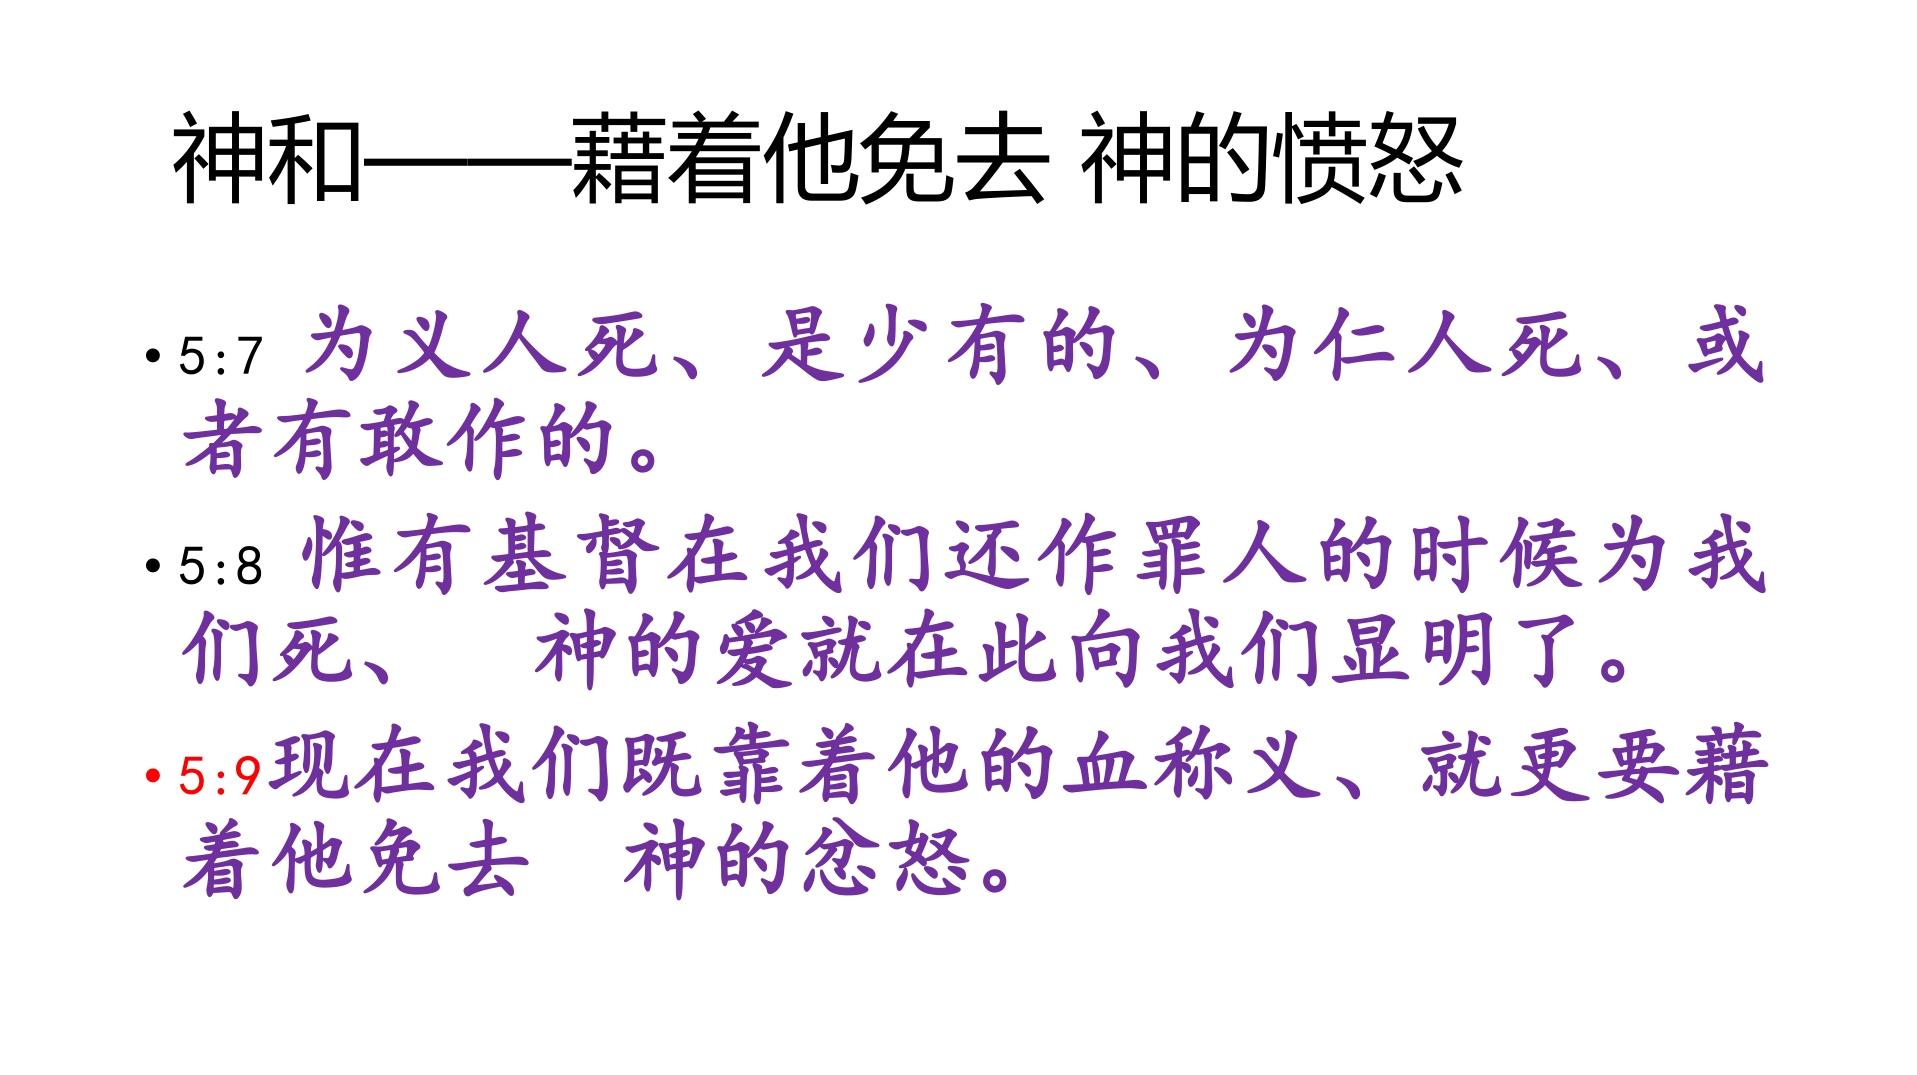 神和——藉着他免去 神的愤怒
• 5:7 为义人死、是少有的、为仁人死、或
者有敢作的。
• 5:8 惟有基督在我们还作罪人的时候为我
们死、　神的爱就在此向我们显明了。
• 5:9现在我们既靠着他的血称义、就更要藉
着他免去　神的忿怒。